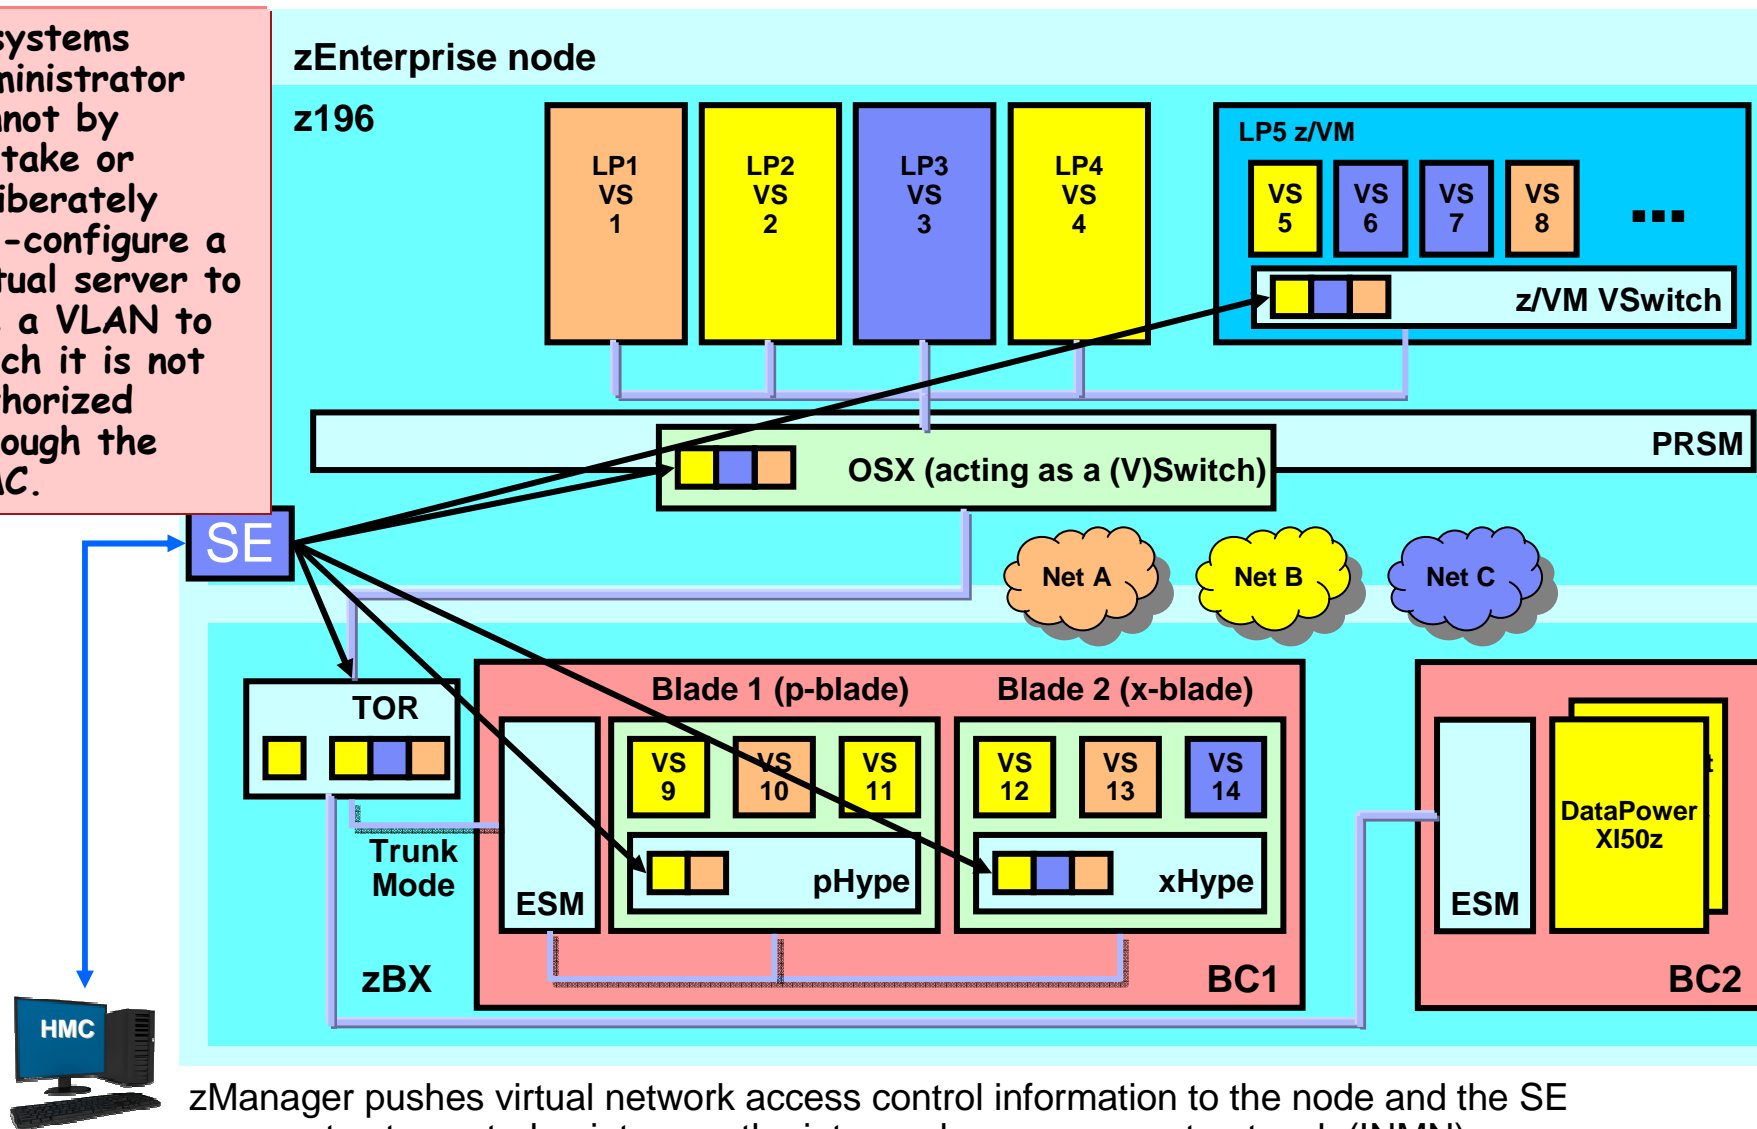 systems
ministrator
not by
take or
iberately
-configure a
tual server to
a VLAN to
ch it is not
horized
ough the
AC.
zEnterprise node
z196
LP1
VS
1
LP2
VS
2
LP3
VS
3
LP4
VS
4
LP5 z/VM
VS
5
VS
6
VS
7
VS
8
...
z/VM VSwitch
PRSM
OSX (acting as a (V)Switch)
SE
Net A
Net B
Net C
TOR
Trunk
Mode
Blade 1 (p-blade)
Blade 2 (x-blade)
VS
9
VS
10
VS
11
VS
12
VS
13
VS
14
ESM
pHype
xHype
ESM
DataPower
XI50z
zBX
BC1
BC2
HMC
zManager pushes virtual network access control information to the node and the SE